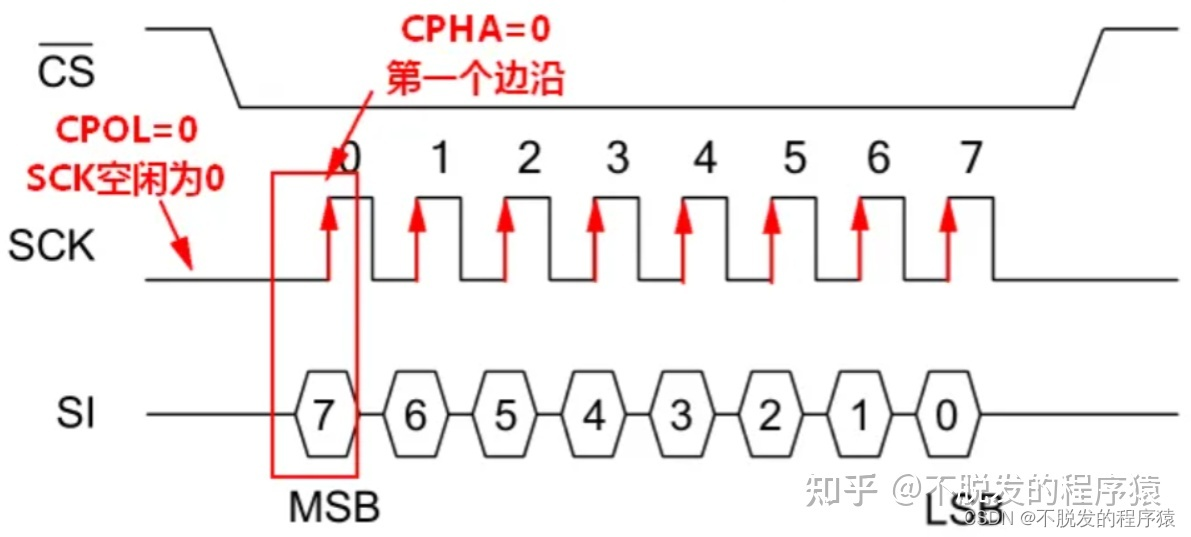 CPHA=0
第一个边沿
CS
CPOL=0
SCK空闲为0
0 1 2 3 4 5 6 7
SCK
SI
7 6 5 4 3 2 1 0
MSB
LSB
知乎 @不脱发的程序猿
CSDN @不脱发的程序猿